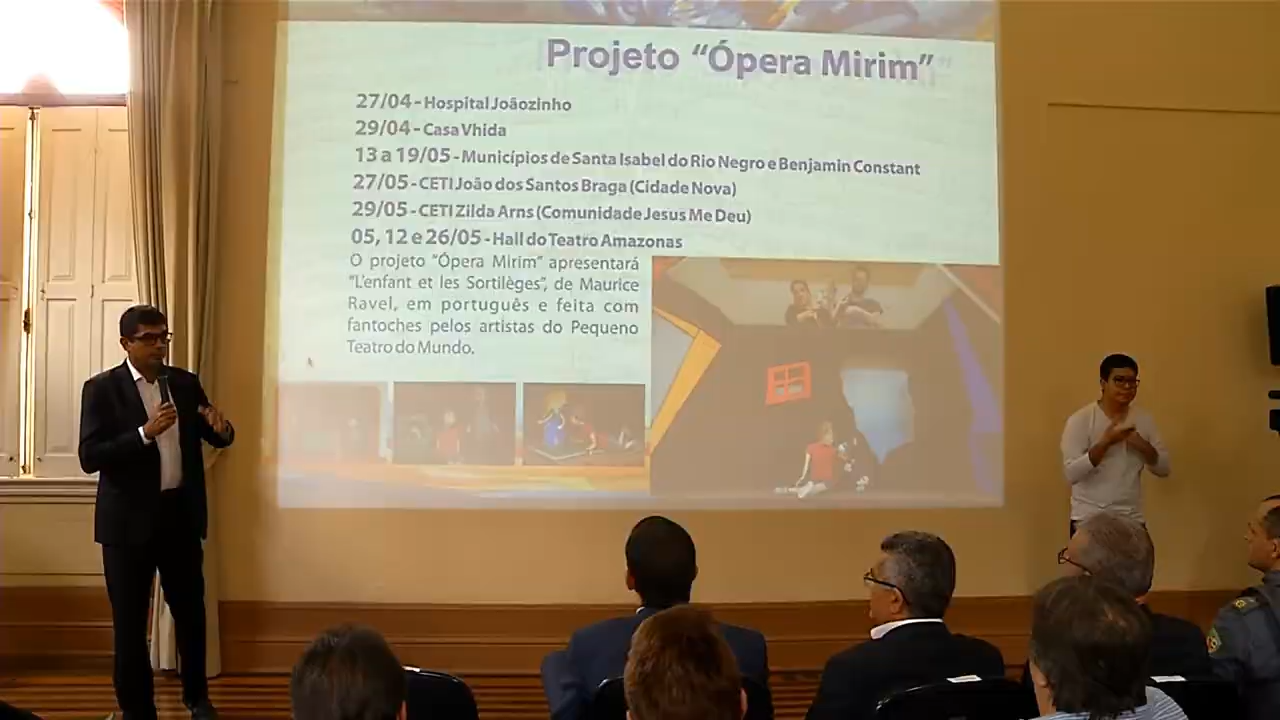 Projeto “Ópera Mirim”
27/04 - Hospital Joãozinho
29/04 - Casa Vhida
13 a 19/05 - Municípios de Santa Isabel do Rio Negro e Benjamin Constant
27/05 - CETI João dos Santos Braga (Cidade Nova)
29/05 - CETI Zilda Arns (Comunidade Jesus Me Deu)
05, 12 e 26/05 - Hall do Teatro Amazonas
O projeto “Ópera Mirim” apresentará
“L'enfant et les Sortilèges”, de Maurice
Ravel, em português e feita com
fantoches pelos artistas do Pequeno
Teatro do Mundo.